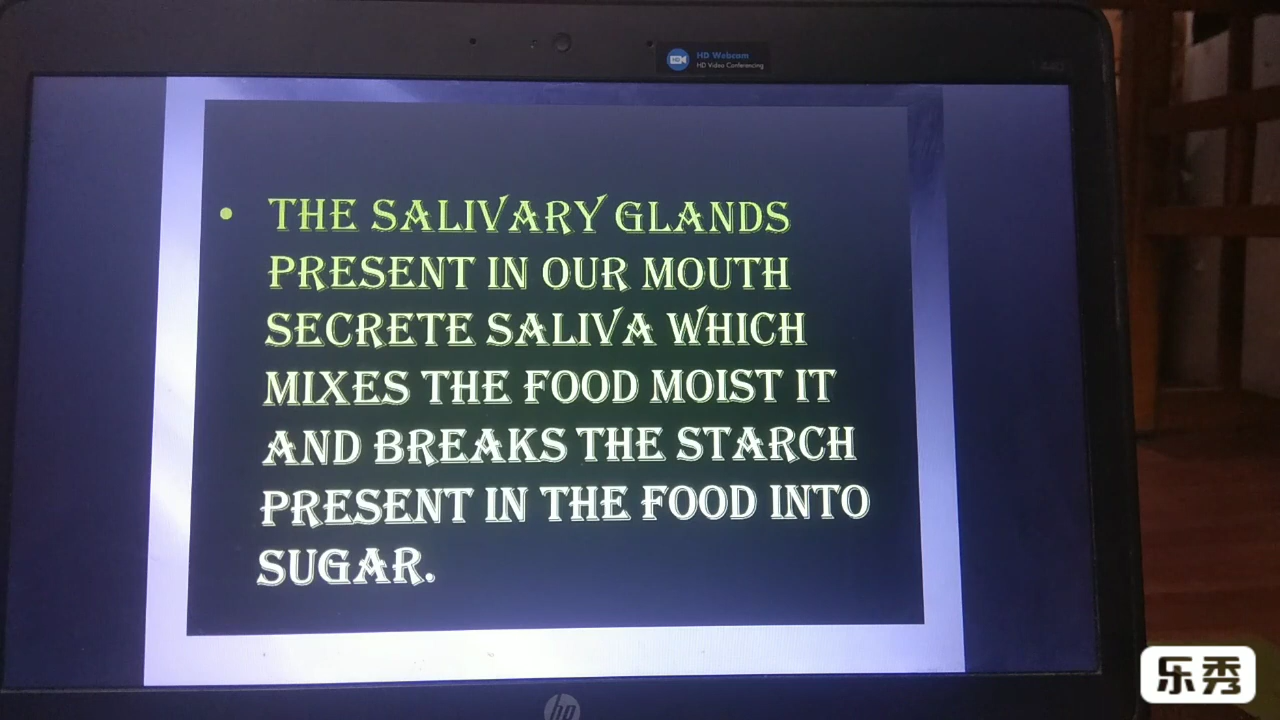 HD Webcam
HD Video Conferencing
• THE SALIVARY GLANDS
PRESENT IN OUR MOUTH
SECRETE SALIVA WHICH
MIXES THE FOOD MOIST IT
AND BREAKS THE STARCH
PRESENT IN THE FOOD INTO
SUGAR.
hp
乐秀